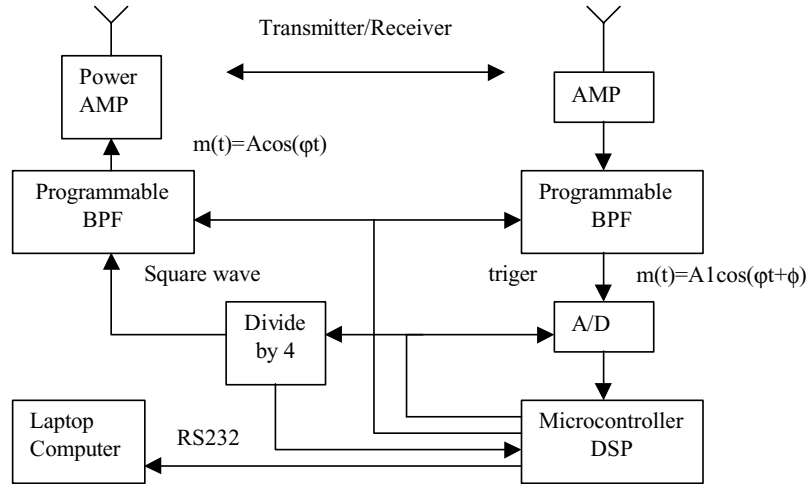 Transmitter/Receiver
Power
AMP
AMP
m(t)=Acos(φt)
Programmable
BPF
Programmable
BPF
Square wave
triger
m(t)=A1cos(φt+ϕ)
Divide
by 4
A/D
Laptop
Computer
RS232
Microcontroller
DSP